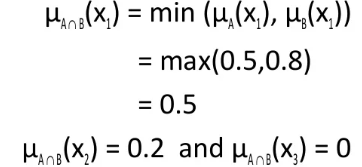 μA∩B(x1) = min (μA(x1), μB(x1))
= max(0.5,0.8)
= 0.5
μA∩B(x2) = 0.2 and μA∩B(x3) = 0